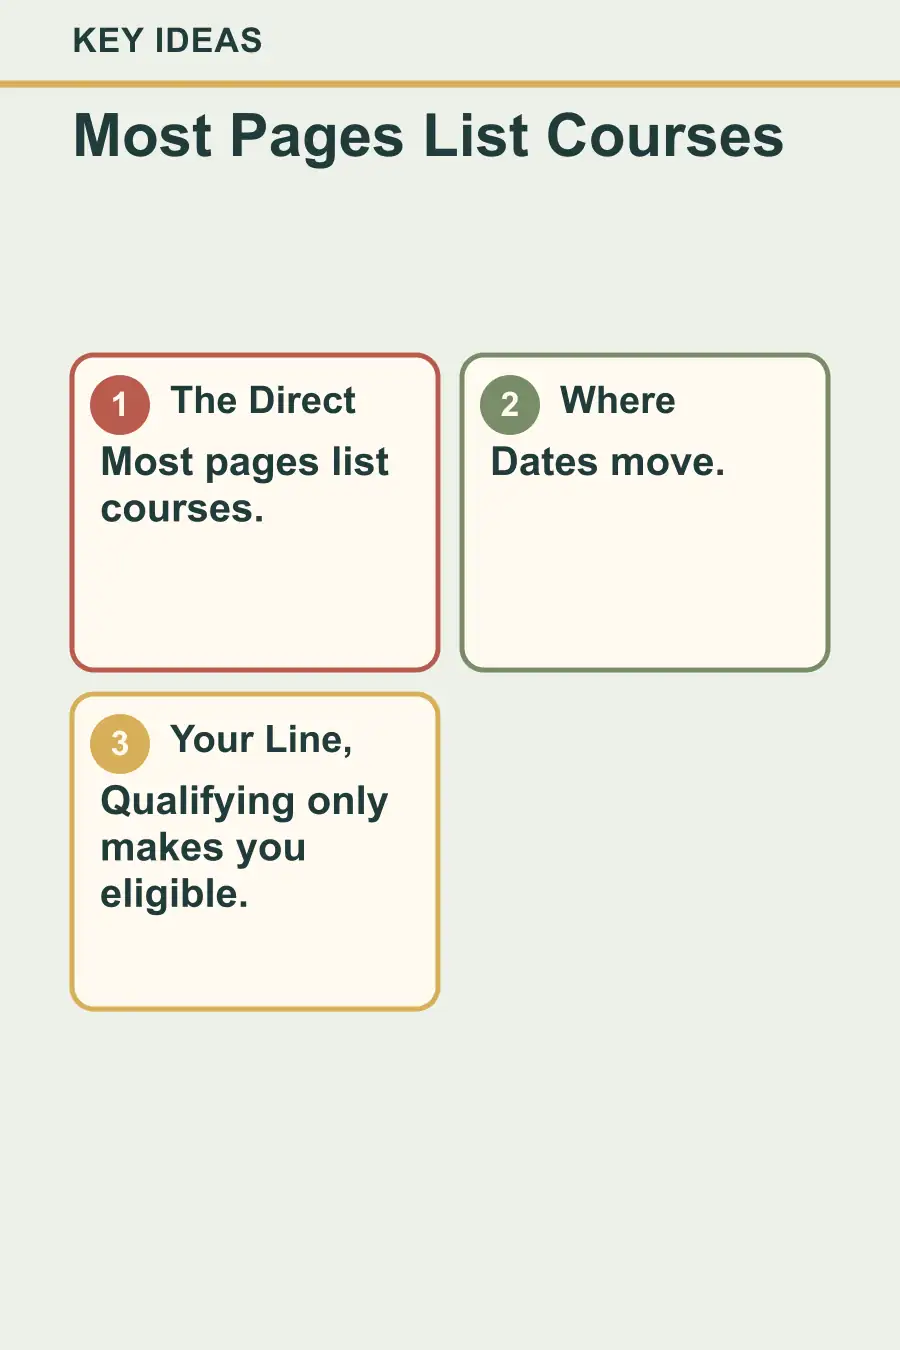 KEY IDEAS
Most Pages List Courses
1
The Direct
Most pages list
courses.
2
Where
Dates move.
3
Your Line,
Qualifying only
makes you
eligible.